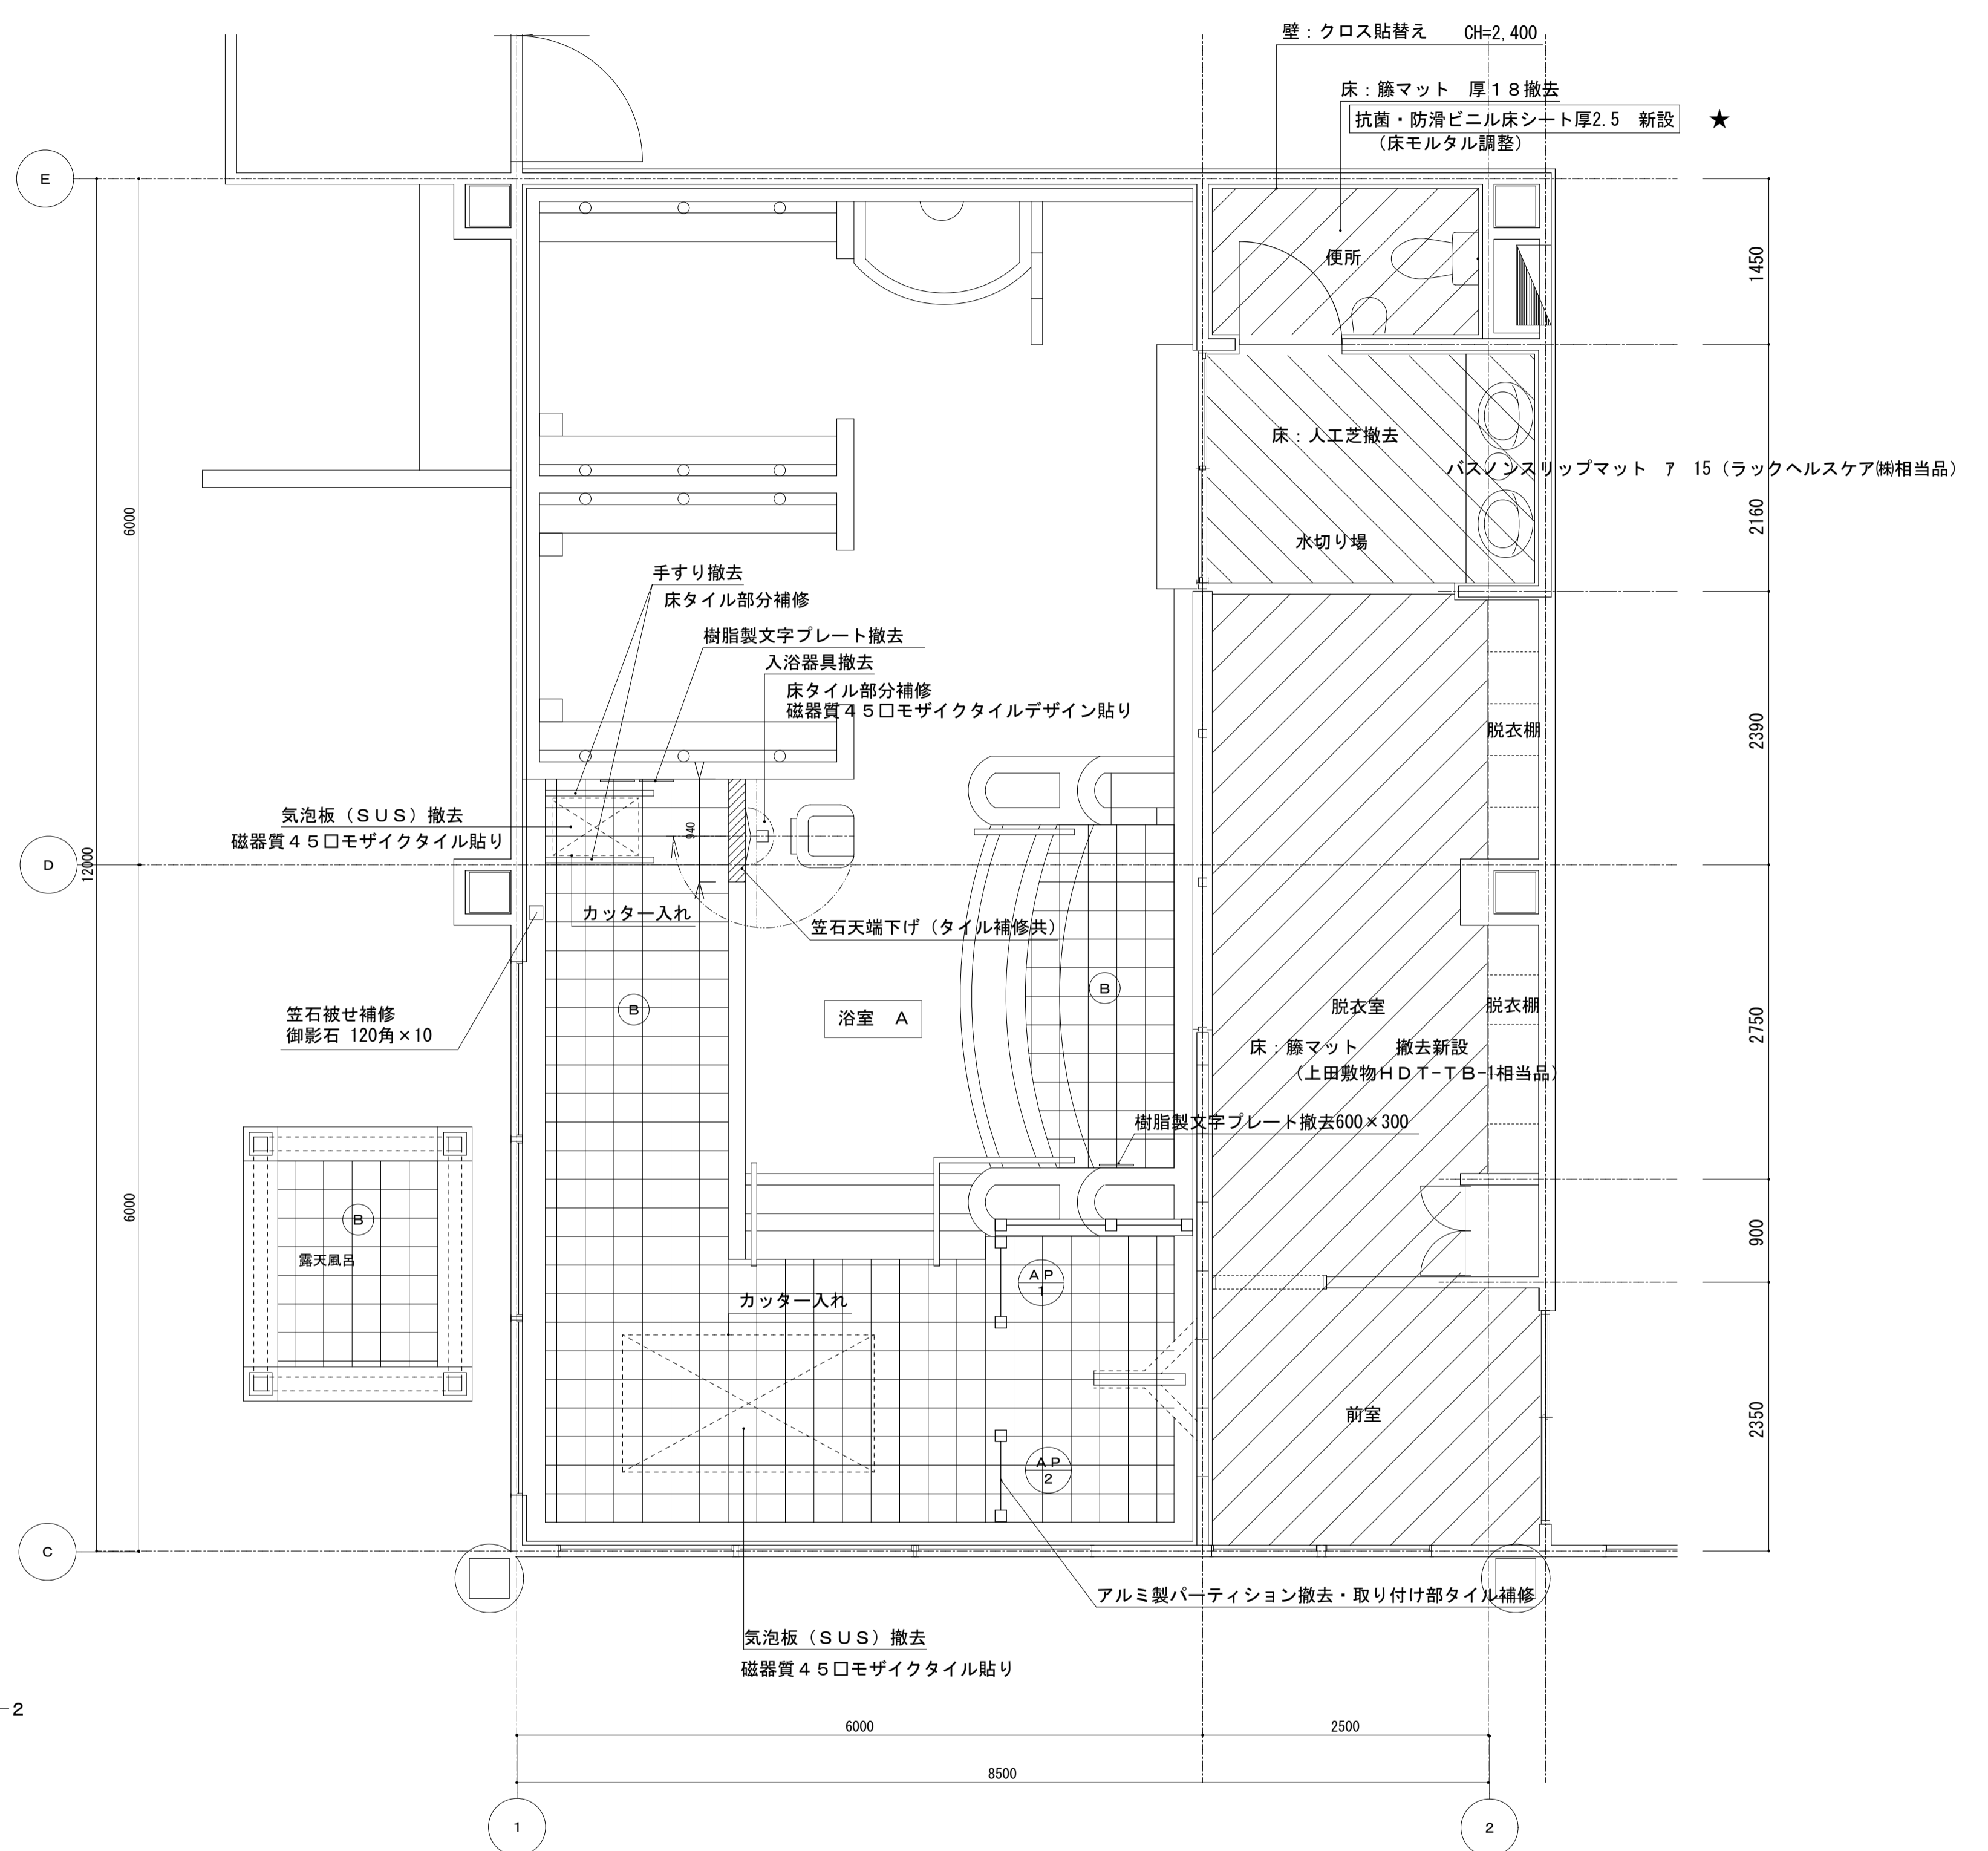 壁：クロス貼替え　CH=2,400
床：籐マット　厚１８撤去
抗菌・防滑ビニル床シート厚2.5　新設　★
（床モルタル調整）
E
1450
便所
床：人工芝撤去
バスノンスリップマット　ｱ　15（ラックヘルスケア㈱相当品）
6000
2160
水切り場
手すり撤去
床タイル部分補修
樹脂製文字プレート撤去
入浴器具撤去
床タイル部分補修
磁器質４５□モザイクタイルデザイン貼り
脱衣棚
2390
気泡板（ＳＵＳ）撤去
磁器質４５□モザイクタイル貼り
940
D
12000
カッター入れ
笠石天端下げ（タイル補修共）
B
B
浴室　A
笠石被せ補修
御影石 120角×10
脱衣室
脱衣棚
2750
床：籐マット　撤去新設
（上田敷物ＨＤＴ-ＴＢ-1相当品）
樹脂製文字プレート撤去600×300
6000
B
露天風呂
900
AP
1
カッター入れ
前室
2350
AP
2
C
アルミ製パーティション撤去・取り付け部タイル補修
気泡板（ＳＵＳ）撤去
磁器質４５□モザイクタイル貼り
-2
6000
2500
8500
1
2